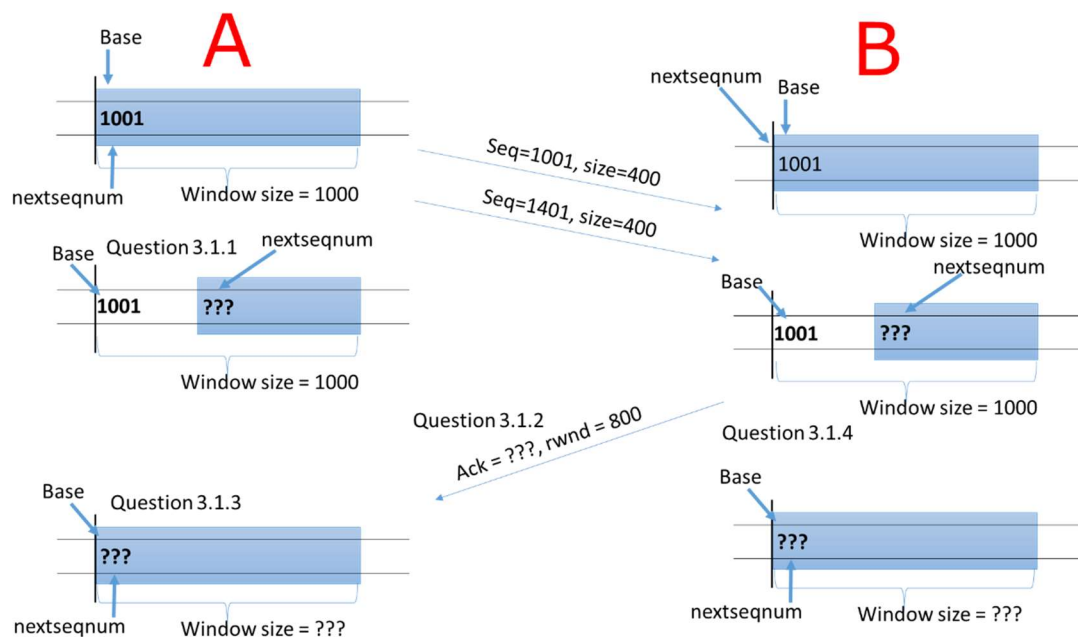 A
B
Base
1001
nextseqnum
Window size = 1000
nextseqnum
Base
1001
Window size = 1000
Seq=1001, size=400
Seq=1401, size=400
Question 3.1.1
nextseqnum
Base
1001
???
Window size = 1000
nextseqnum
Base
1001
???
Window size = 1000
Question 3.1.2
Ack = ???, rwnd = 800
Question 3.1.4
Base
Question 3.1.3
???
nextseqnum
Window size = ???
Base
???
nextseqnum
Window size = ???